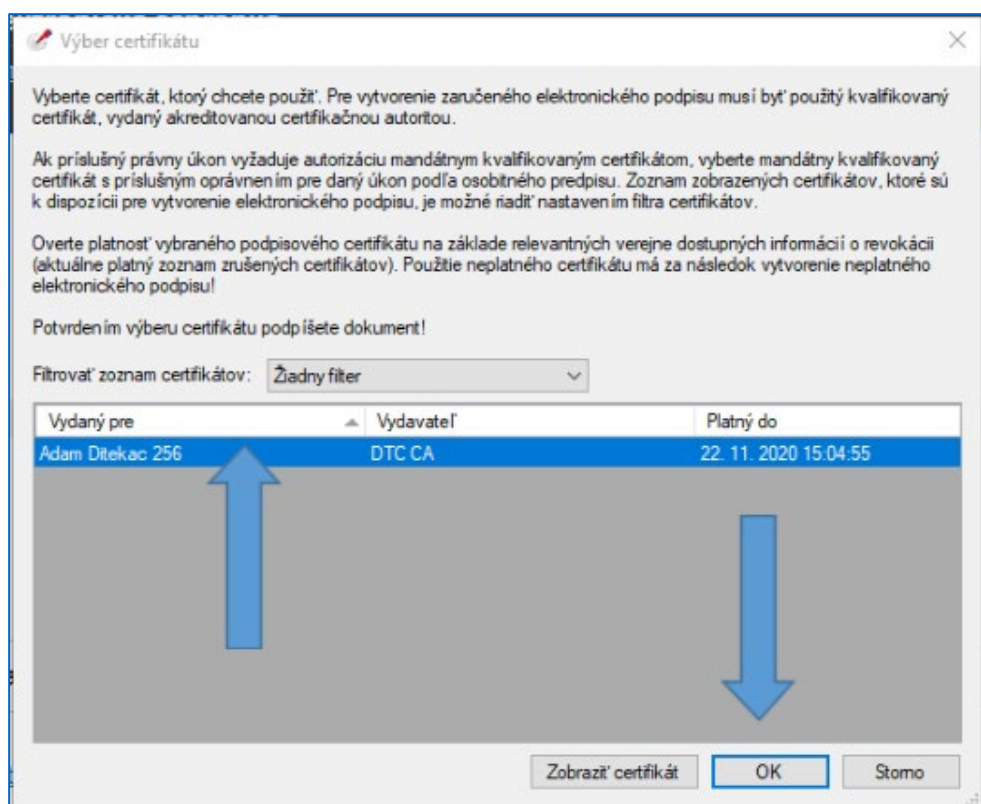 Výber certifikátu
Vyberte certifikát, ktorý chcete použiť. Pre vytvorenie zaručeného elektronického podpisu musí byť použitý kvalifikovaný
certifikát, vydaný akreditovanou certifikačnou autoritou.
Ak príslušný právny úkon vyžaduje autorizáciu mandátnym kvalifikovaným certifikátom, vyberte mandátny kvalifikovaný
certifikát s príslušným oprávnením pre daný úkon podľa osobitného predpisu. Zoznam zobrazených certifikátov, ktoré sú
k dispozícii pre vytvorenie elektronického podpisu, je možné riadiť nastavením filtra certifikátov.
Overte platnosť vybraného podpisového certifikátu na základe relevantných verejne dostupných informácií o revokácii
(aktuálne platný zoznam zrušených certifikátov). Použitie neplatného certifikátu má za následok vytvorenie neplatného
elektronického podpisu!
Potvrdením výberu certifikátu podpíšete dokument!
Filtrovať zoznam certifikátov: Žiadny filter
Vydaný pre Vydavateľ Platný do
Adam Ditekac 256 DTC CA 22. 11. 2020 15:04:55
Zobraziť certifikát OK Storno